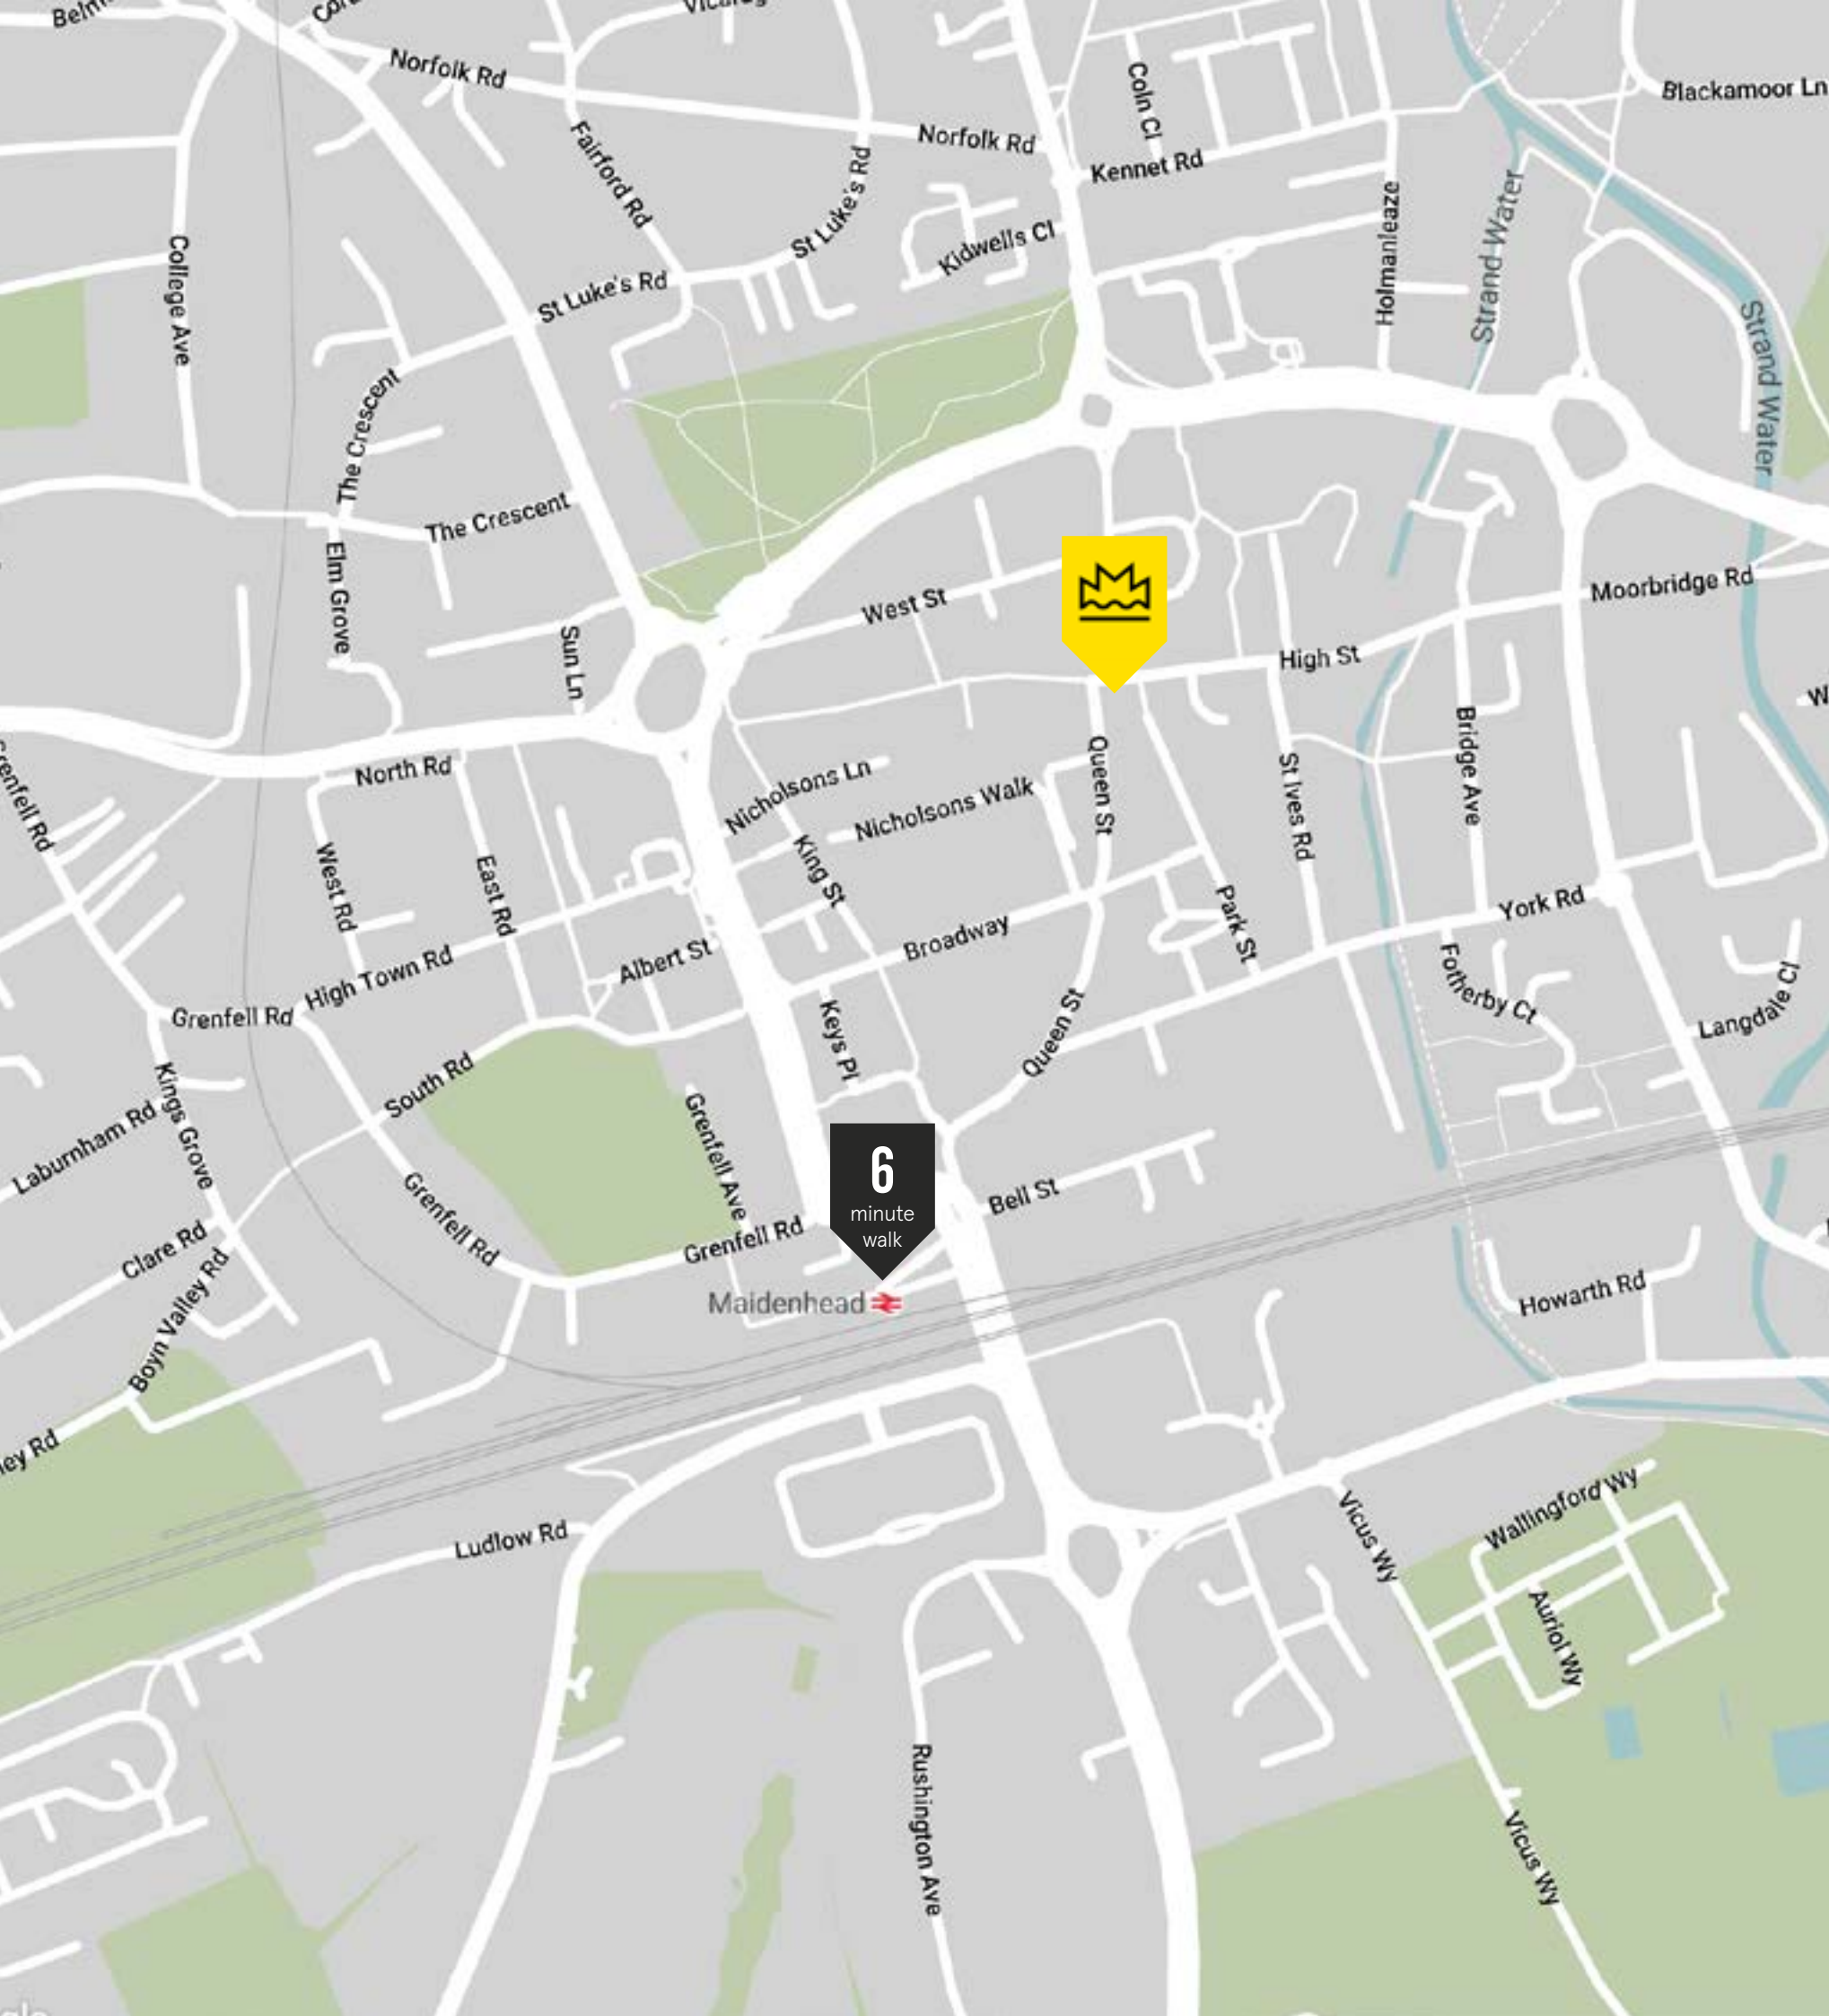 Norfolk Rd
Norfolk Rd
Coln Cl
Blackamoor Ln
Fairford Rd
St Luke's Rd
Kennet Rd
Kidwells Cl
Holmanleaze
Strand Water
College Ave
St Luke's Rd
Strand Water
The Crescent
The Crescent
Elm Grove
West St
Moorbridge Rd
Sun Ln
High St
North Rd
Nicholsons Ln
Nicholsons Walk
Queen St
St Ives Rd
Bridge Ave
Grenfell Rd
West Rd
East Rd
King St
Park St
York Rd
High Town Rd
Albert St
Broadway
Fotherby Ct
Langdale Cl
Grenfell Rd
Keys Pl
Queen St
South Rd
Kings Grove
Laburnham Rd
Grenfell Ave
6
minute
walk
Bell St
Grenfell Rd
Grenfell Rd
Clare Rd
Boyn Valley Rd
Maidenhead
Howarth Rd
ey Rd
Ludlow Rd
Vicus Wy
Wallingford Wy
Auriol Wy
Rushington Ave
Vicus Wy